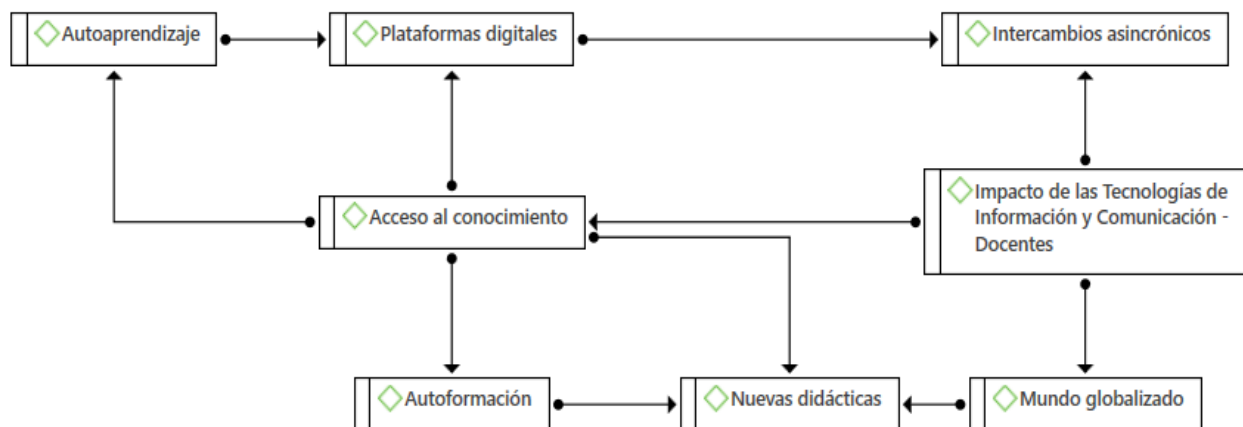 Autoaprendizaje
Plataformas digitales
Intercambios asincrónicos
Acceso al conocimiento
Impacto de las Tecnologías de
Información y Comunicación -
Docentes
Autoformación
Nuevas didácticas
Mundo globalizado